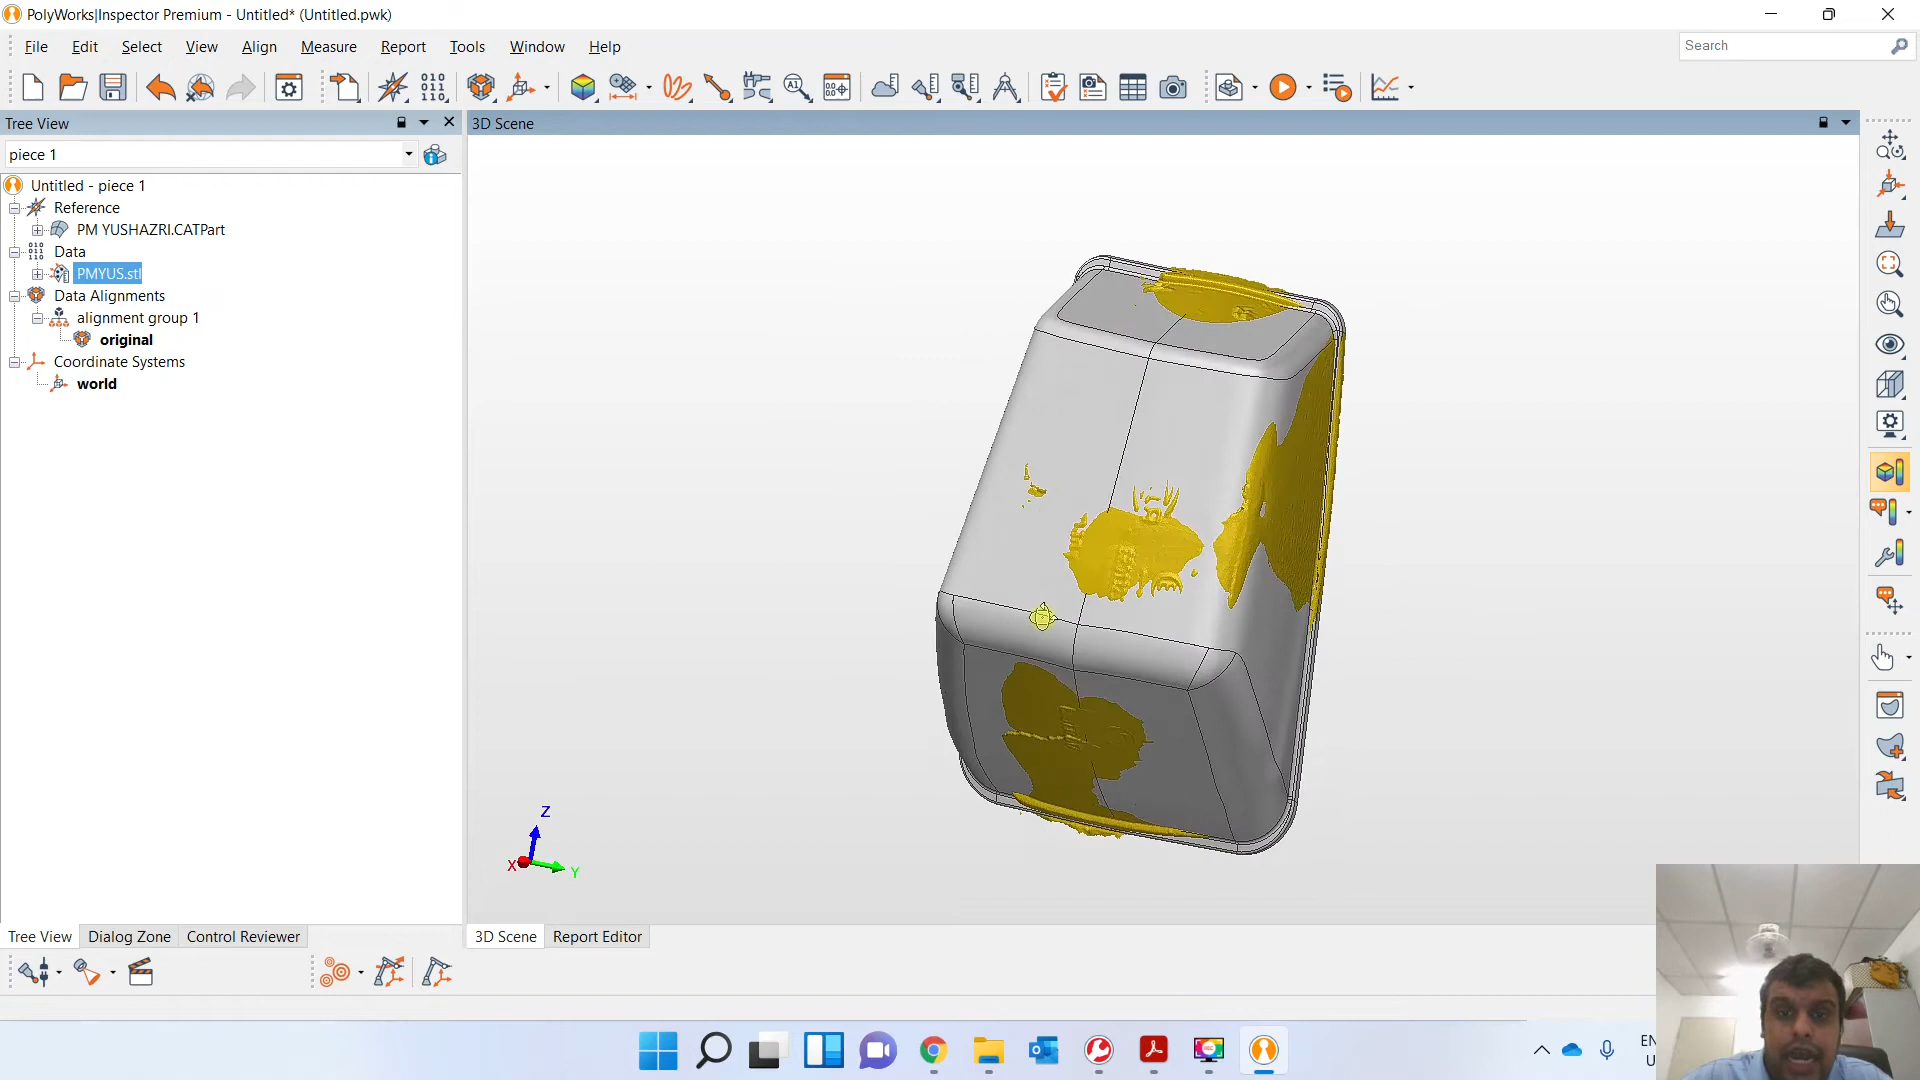 PolyWorks|Inspector Premium - Untitled* (Untitled.pwk)
File Edit Select View Align Measure Report Tools Window Help
Search
Tree View
3D Scene
piece 1
Untitled - piece 1
Reference
PM YUSHAZRI.CATPart
Data
PMYUS.stl
Data Alignments
alignment group 1
original
Coordinate Systems
world
Z
X
Y
Tree View Dialog Zone Control Reviewer
3D Scene Report Editor
EN
U